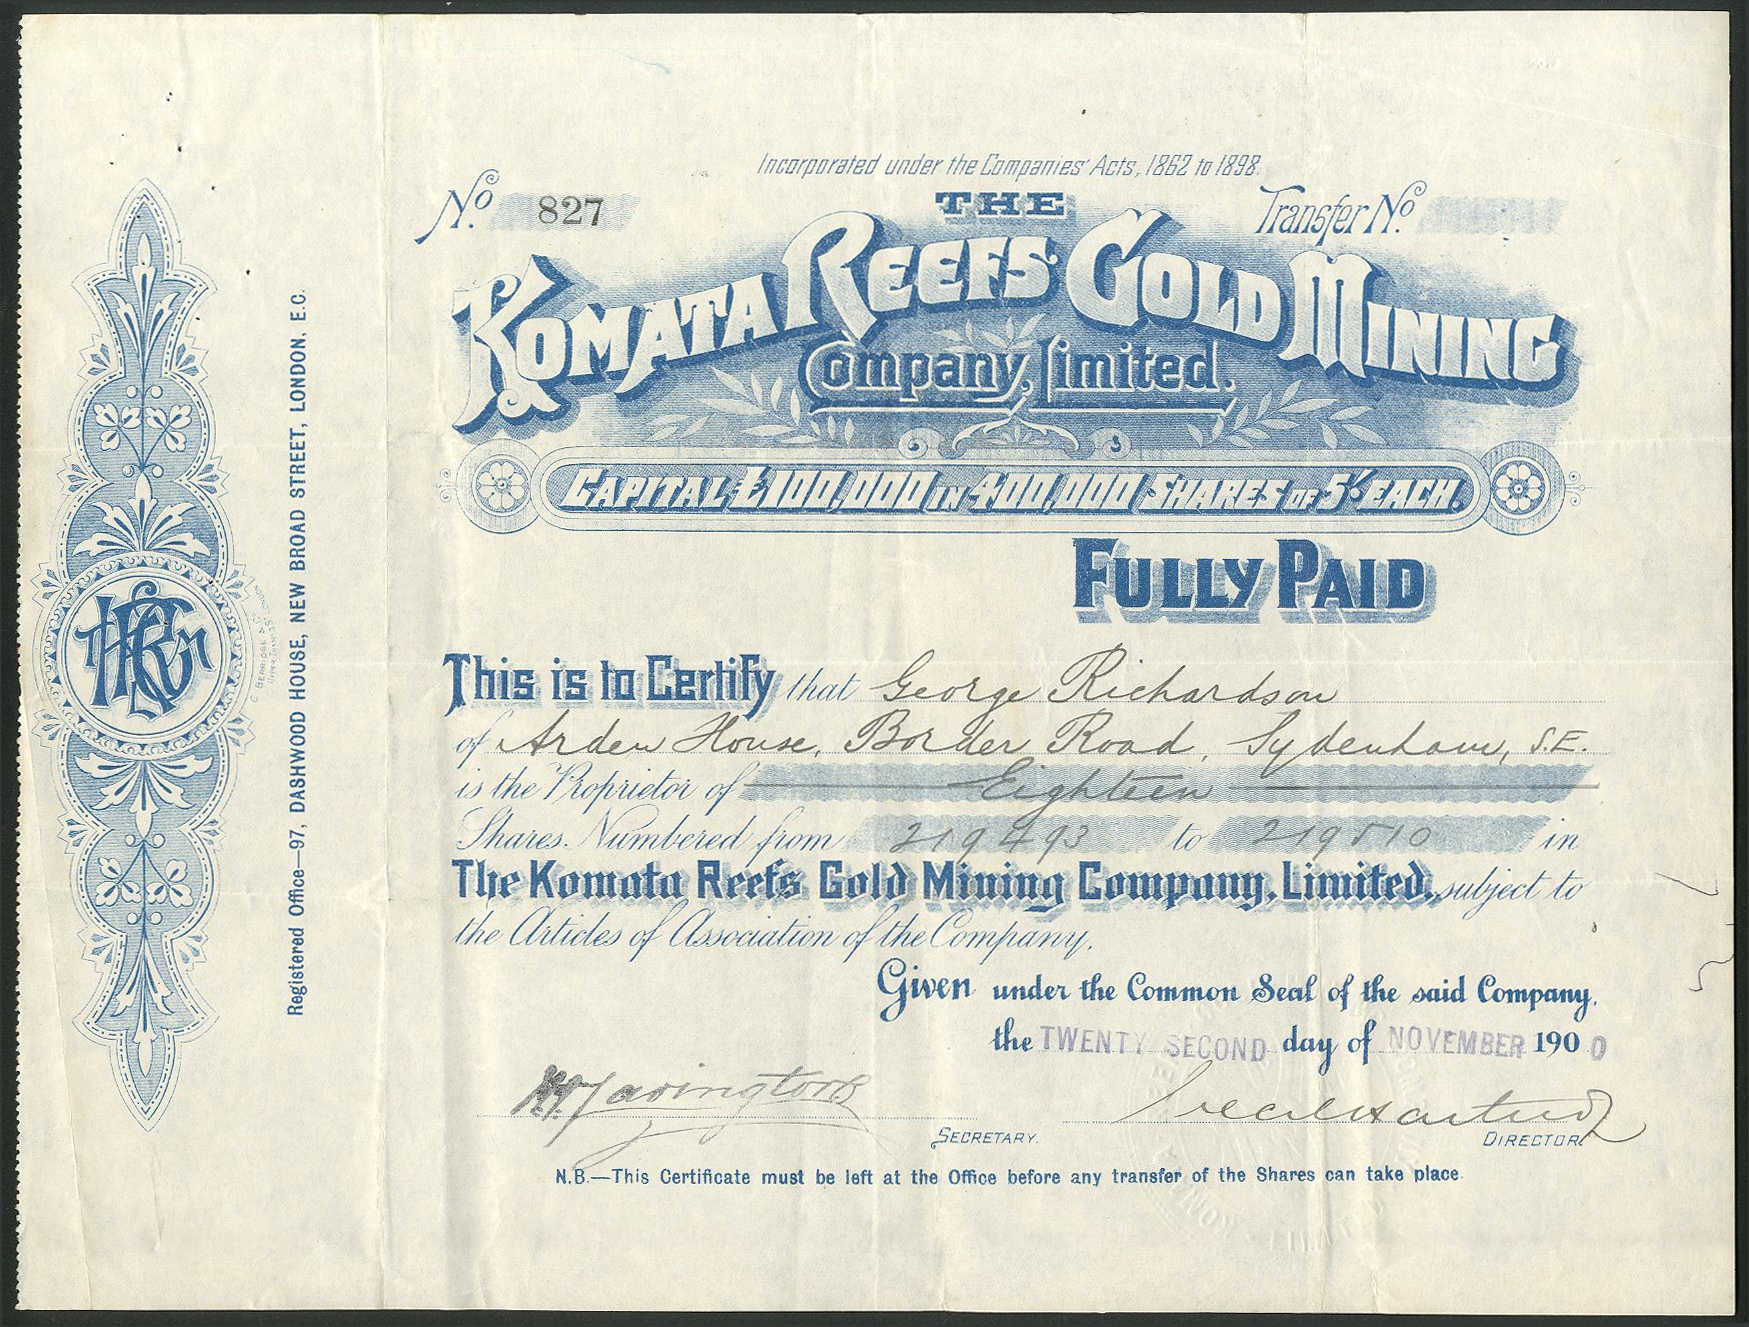 Incorporated under the Companies' Acts, 1862 to 1898.
No. 827
Transfer No.
THE
KOMATA REEFS GOLD MINING
Company, Limited.
CAPITAL £100,000 IN 400,000 SHARES OF 5/- EACH.
FULLY PAID
This is to Certify that George Richardson
of Arden House, Border Road, Sydenham, S.E.
is the Proprietor of Eighteen
Shares. Numbered from 219493 to 219510 in
The Komata Reefs Gold Mining Company, Limited, subject to
the Articles of Association of the Company.
Given under the Common Seal of the said Company,
the TWENTY SECOND day of NOVEMBER 1900
SECRETARY.
DIRECTOR.
N.B.—This Certificate must be left at the Office before any transfer of the Shares can take place.
Registered Office—97, DASHWOOD HOUSE, NEW BROAD STREET, LONDON, E.C.